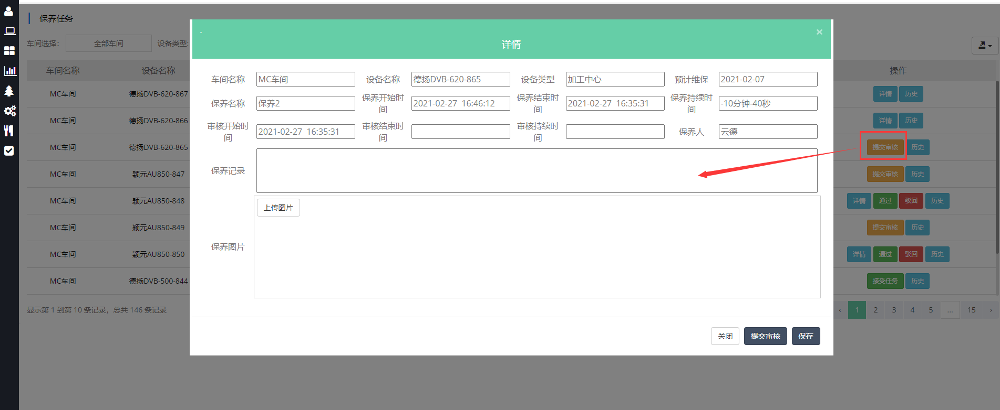 保养任务
车间选择: 全部车间 设备类型:
车间名称 设备名称 操作
MC车间 德扬DVB-620-867 详情 历史
MC车间 德扬DVB-620-866 详情 历史
MC车间 德扬DVB-620-865 提交审核 历史
MC车间 颖元AU850-847 提交审核 历史
MC车间 颖元AU850-848 详情 通过 驳回 历史
MC车间 颖元AU850-849 提交审核 历史
MC车间 颖元AU850-850 详情 通过 驳回 历史
MC车间 德扬DVB-500-844 接受任务 历史
显示第 1 到第 10 条记录，总共 146 条记录
‹ 1 2 3 4 5 ... 15 ›
. ×
详情
车间名称 MC车间 设备名称 德扬DVB-620-865 设备类型 加工中心 预计维保 2021-02-07
保养名称 保养2 保养开始时间 2021-02-27 16:46:12 保养结束时间 2021-02-27 16:35:31 保养持续时间 -10分钟-40秒
审核开始时间 2021-02-27 16:35:31 审核结束时间 审核持续时间 保养人 云德
保养记录
上传图片
保养图片
关闭 提交审核 保存